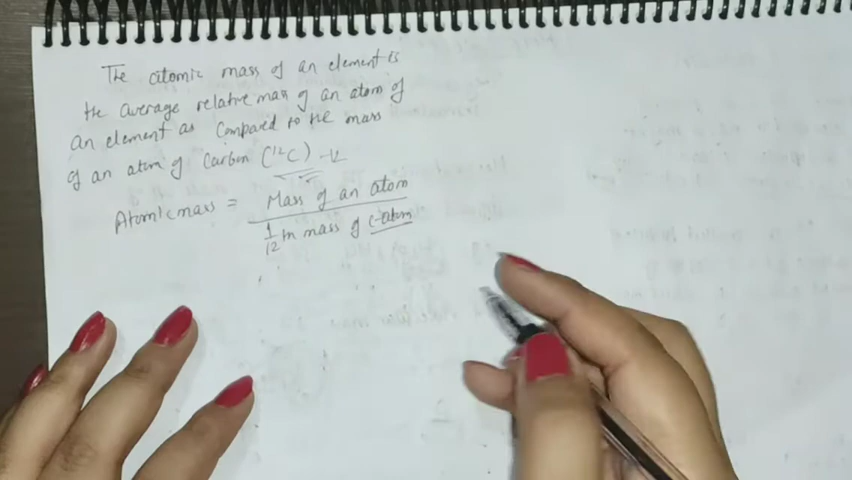 The atomic mass of an element is
the average relative mass of an atom of
an element as compared to the mass
of an atom of Carbon (¹²C) - 12
Atomic mass = Mass of an atom
1/12 th mass of C-atom